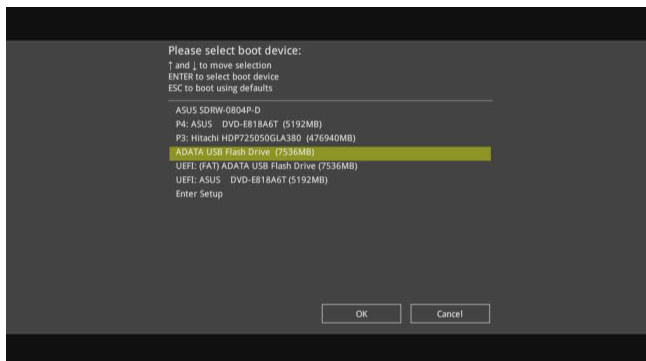 Please select boot device:
↑ and ↓ to move selection
ENTER to select boot device
ESC to boot using defaults
ASUS SDRW-0804P-D
P4: ASUS DVD-E818A6T (5192MB)
P3: Hitachi HDP725050GLA380 (476940MB)
ADATA USB Flash Drive (7536MB)
UEFI: (FAT) ADATA USB Flash Drive (7536MB)
UEFI: ASUS DVD-E818A6T (5192MB)
Enter Setup
OK
Cancel